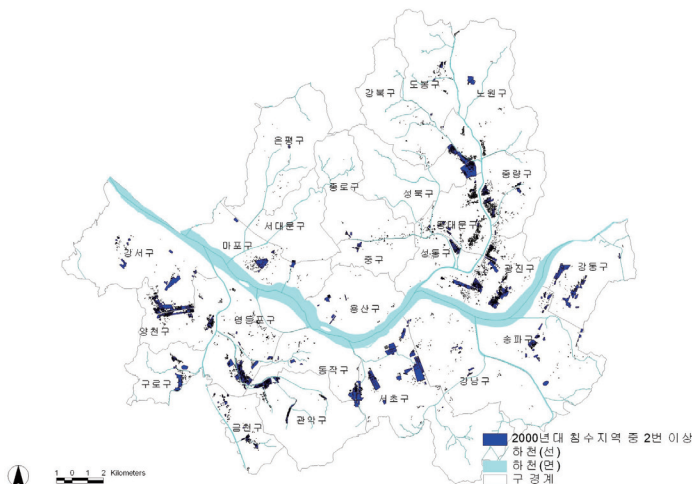 도봉구
강북구
노원구
은평구
중랑구
종로구
성북구
서대문구
동대문구
마포구
강서구
중구
성동구
광진구
강동구
용산구
양천구
영등포구
송파구
동작구
구로구
강남구
서초구
관악구
금천구
2000년대 침수지역 중 2번 이상
하천(선)
하천(면)
구 경계
1 0 1 2 Kilometers